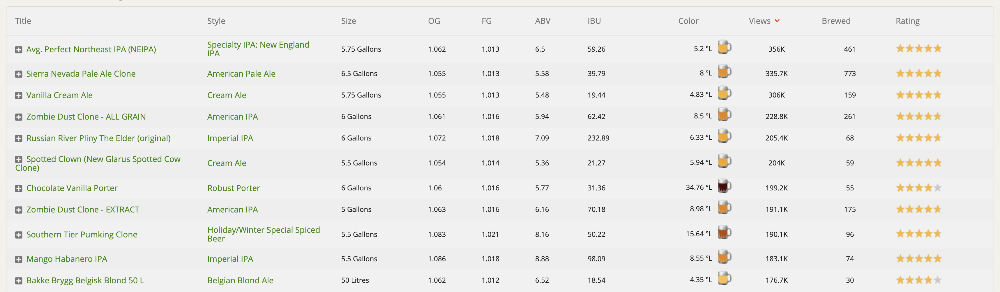 Title Style Size OG FG ABV IBU Color Views Brewed Rating
Avg. Perfect Northeast IPA (NEIPA) Specialty IPA: New England IPA 5.75 Gallons 1.062 1.013 6.5 59.26 5.2 °L 356K 461
Sierra Nevada Pale Ale Clone American Pale Ale 6.5 Gallons 1.055 1.013 5.58 39.79 8 °L 335.7K 773
Vanilla Cream Ale Cream Ale 5.75 Gallons 1.055 1.013 5.48 19.44 4.83 °L 306K 159
Zombie Dust Clone - ALL GRAIN American IPA 6 Gallons 1.061 1.016 5.94 62.42 8.5 °L 228.8K 261
Russian River Pliny The Elder (original) Imperial IPA 6 Gallons 1.072 1.018 7.09 232.89 6.33 °L 205.4K 68
Spotted Clown (New Glarus Spotted Cow Clone) Cream Ale 5.5 Gallons 1.054 1.014 5.36 21.27 5.94 °L 204K 59
Chocolate Vanilla Porter Robust Porter 6 Gallons 1.06 1.016 5.77 31.36 34.76 °L 199.2K 55
Zombie Dust Clone - EXTRACT American IPA 5 Gallons 1.063 1.016 6.16 70.18 8.98 °L 191.1K 175
Southern Tier Pumking Clone Holiday/Winter Special Spiced Beer 5.5 Gallons 1.083 1.021 8.16 50.22 15.64 °L 190.1K 96
Mango Habanero IPA Imperial IPA 5.5 Gallons 1.086 1.018 8.88 98.09 8.55 °L 183.1K 74
Bakke Brygg Belgisk Blond 50 L Belgian Blond Ale 50 Litres 1.062 1.012 6.52 18.54 4.35 °L 176.7K 30